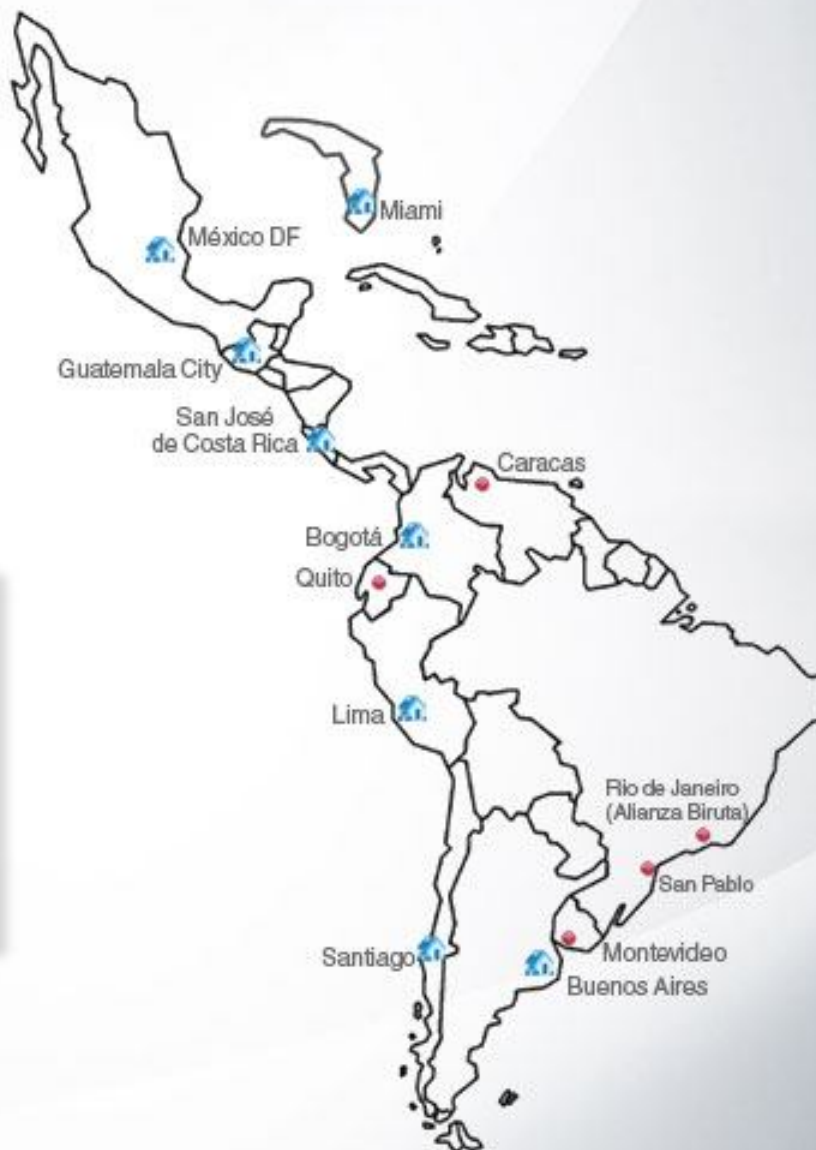 Miami
México DF
Guatemala City
San José
de Costa Rica
Caracas
Bogotá
Quito
Lima
Rio de Janeiro
(Alianza Biruta)
San Pablo
Santiago
Montevideo
Buenos Aires